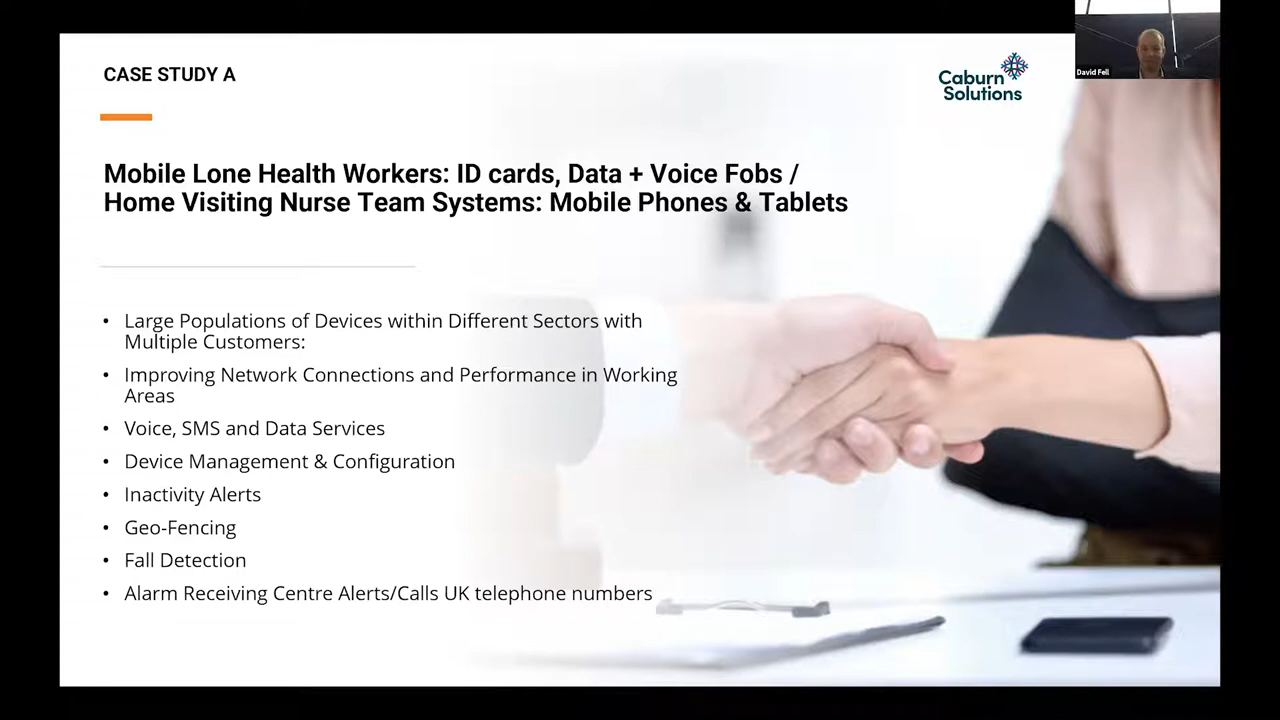 CASE STUDY A
Caburn
Solutions
David Fell
Mobile Lone Health Workers: ID cards, Data + Voice Fobs /
Home Visiting Nurse Team Systems: Mobile Phones & Tablets
• Large Populations of Devices within Different Sectors with
Multiple Customers:
• Improving Network Connections and Performance in Working
Areas
• Voice, SMS and Data Services
• Device Management & Configuration
• Inactivity Alerts
• Geo-Fencing
• Fall Detection
• Alarm Receiving Centre Alerts/Calls UK telephone numbers